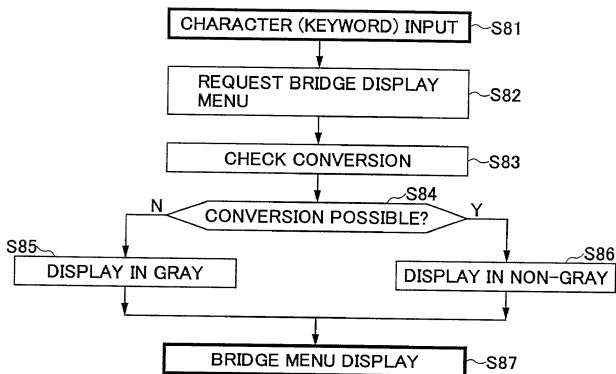 CHARACTER (KEYWORD) INPUT
S81
REQUEST BRIDGE DISPLAY
MENU
S82
CHECK CONVERSION
S83
S84
CONVERSION POSSIBLE?
N
Y
S85
DISPLAY IN GRAY
S86
DISPLAY IN NON-GRAY
BRIDGE MENU DISPLAY
S87